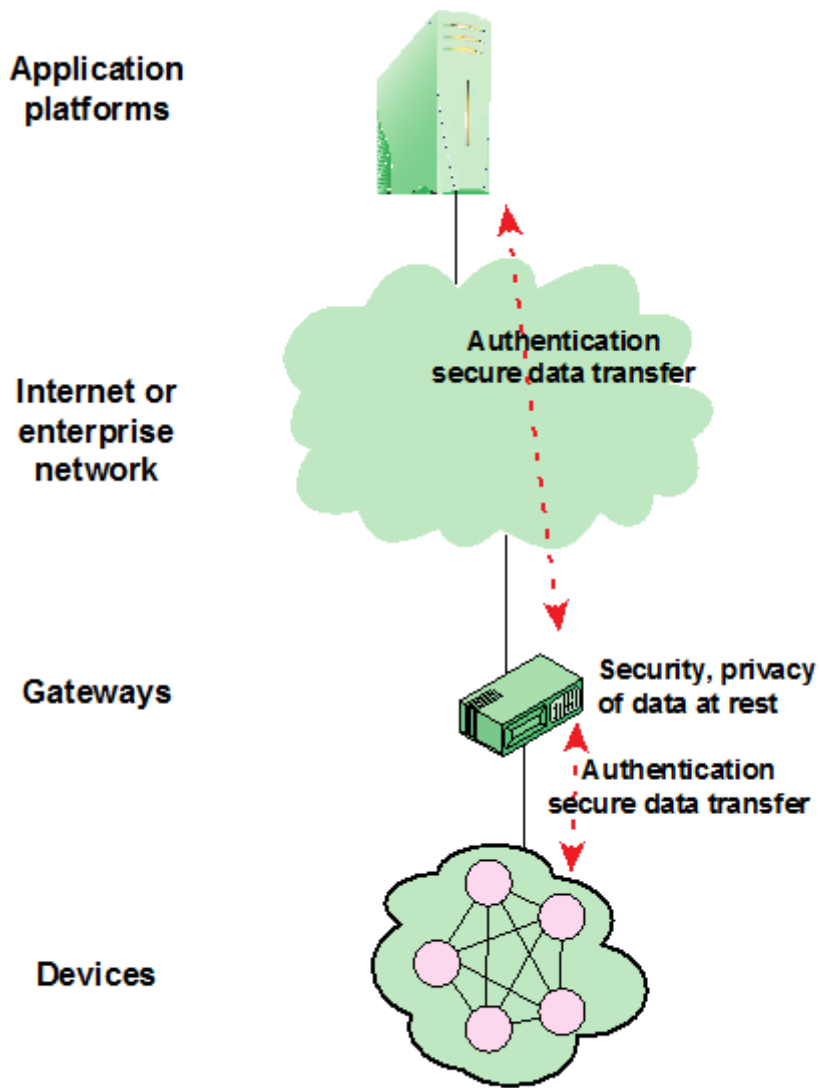 Application
platforms
Authentication
secure data transfer
Internet or
enterprise
network
Gateways
Security, privacy
of data at rest
Authentication
secure data transfer
Devices